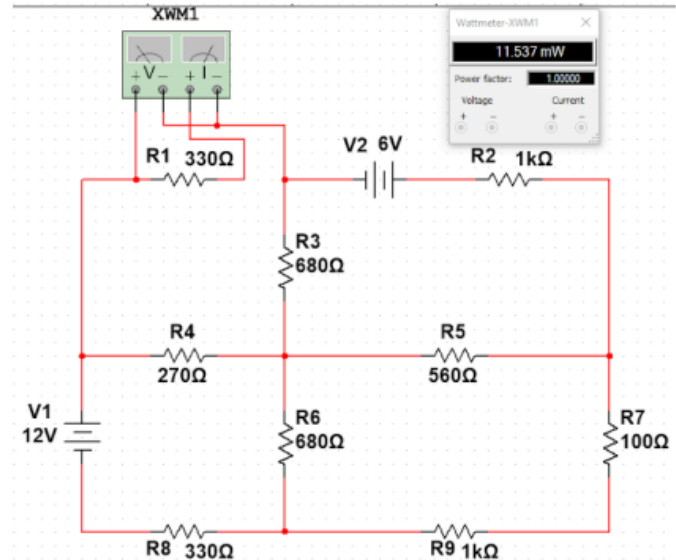 XWM1
Wattmeter-XWM1
11.537 mW
Power factor: 1.00000
Voltage Current
+ − + −
V I
+ − + −
R1 330Ω
V2 6V
R2 1kΩ
R3
680Ω
R4
270Ω
R5
560Ω
V1
12V
R6
680Ω
R7
100Ω
R8 330Ω
R9 1kΩ